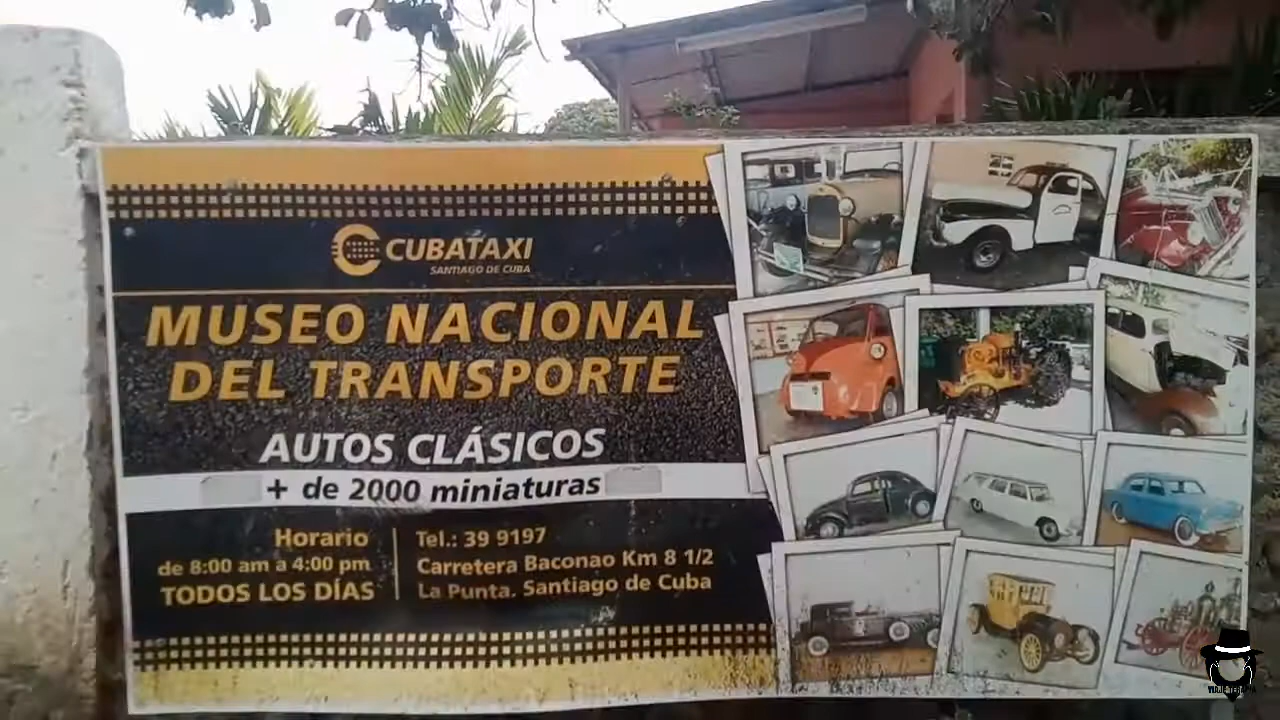 CUBATAXI
SANTIAGO DE CUBA
MUSEO NACIONAL
DEL TRANSPORTE
AUTOS CLÁSICOS
+ de 2000 miniaturas
Horario
de 8:00 am a 4:00 pm
TODOS LOS DÍAS
Tel.: 39 9197
Carretera Baconao Km 8 1/2
La Punta. Santiago de Cuba